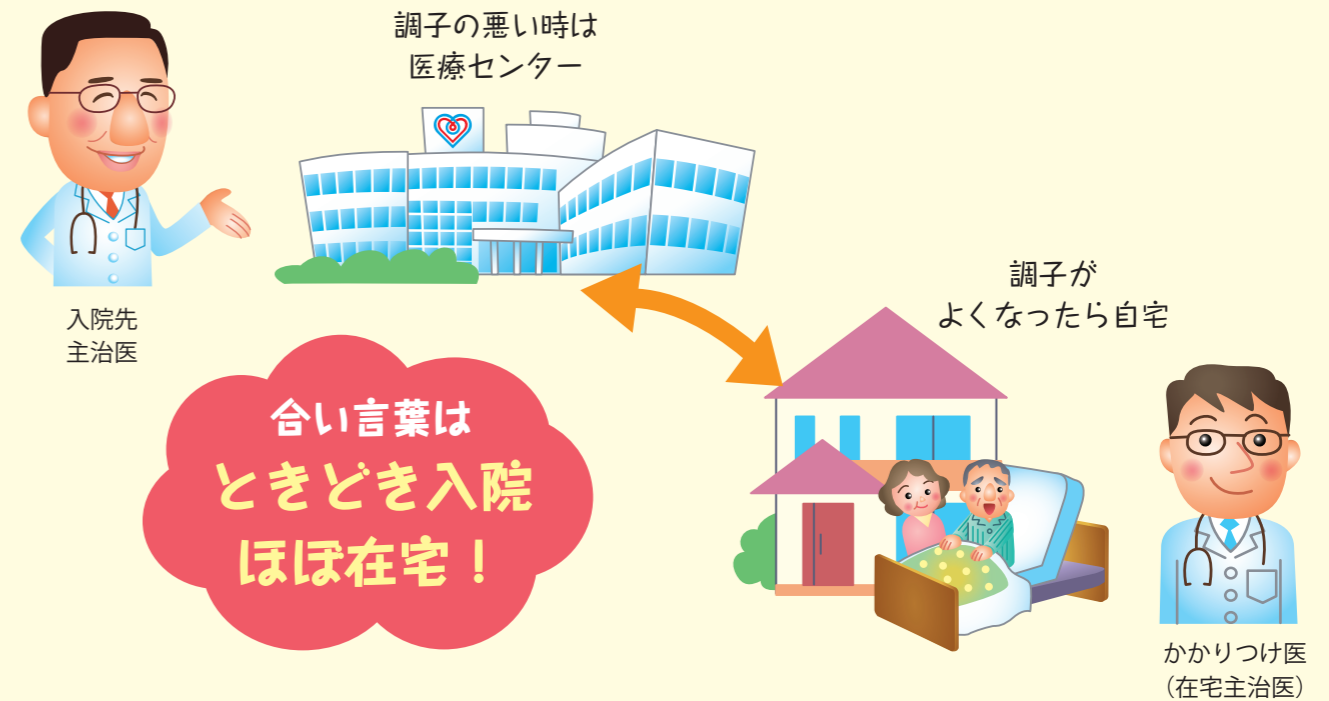 調子の悪い時は
医療センター
入院先
主治医
調子が
よくなったら自宅
合い言葉は
ときどき入院
ほぼ在宅！
かかりつけ医
（在宅主治医）